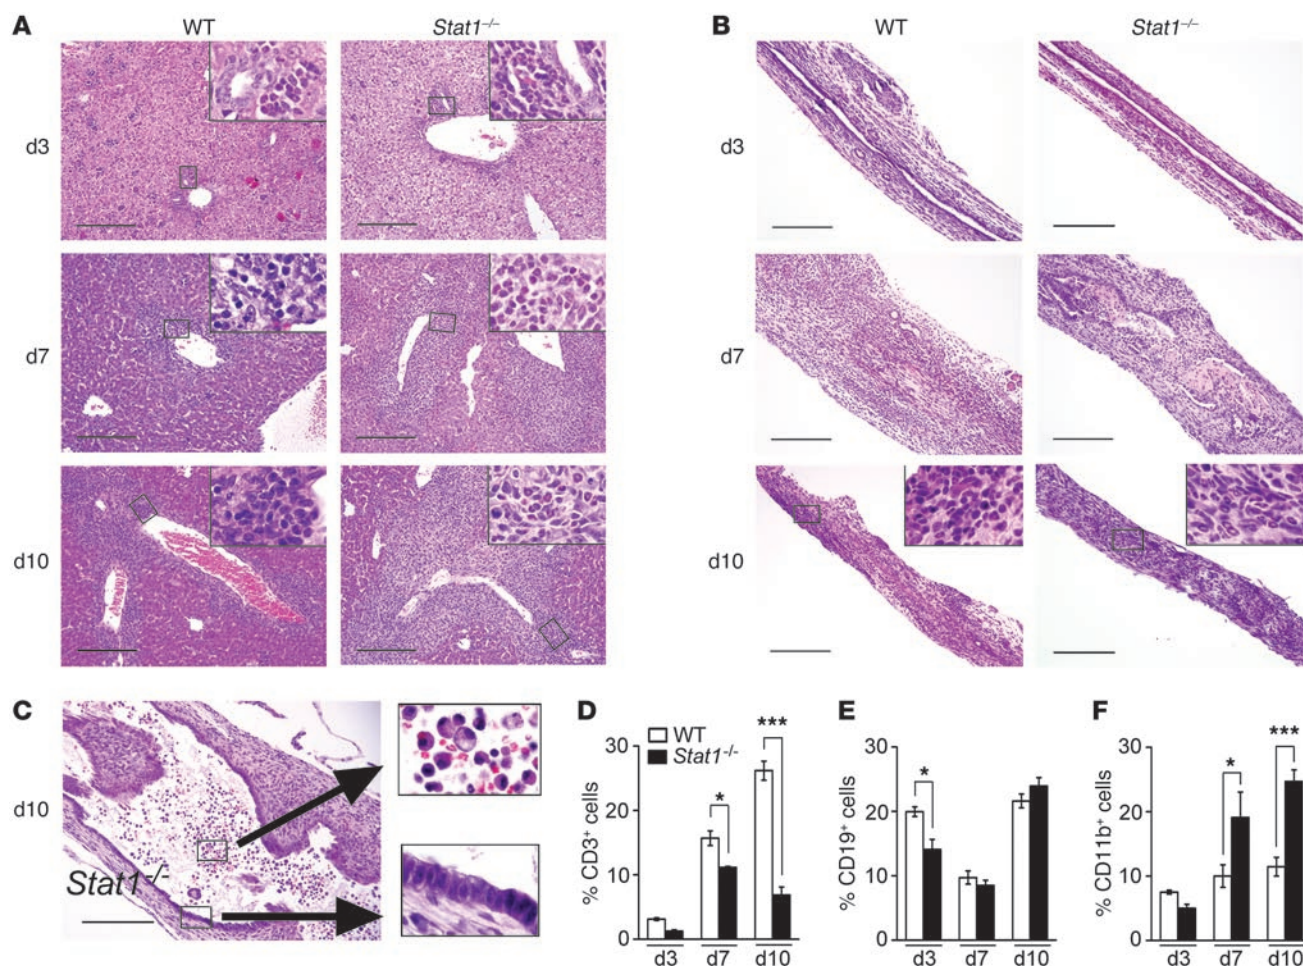 A
WT
Stat1–/–
B
WT
Stat1–/–
d3
d3
d7
d7
d10
d10
C
d10
Stat1-/-
D
WT
Stat1-/-
% CD3+ cells
30
20
10
0
*
***
d3
d7
d10
E
% CD19+ cells
30
20
10
0
*
d3
d7
d10
F
% CD11b+ cells
30
20
10
0
*
***
d3
d7
d10